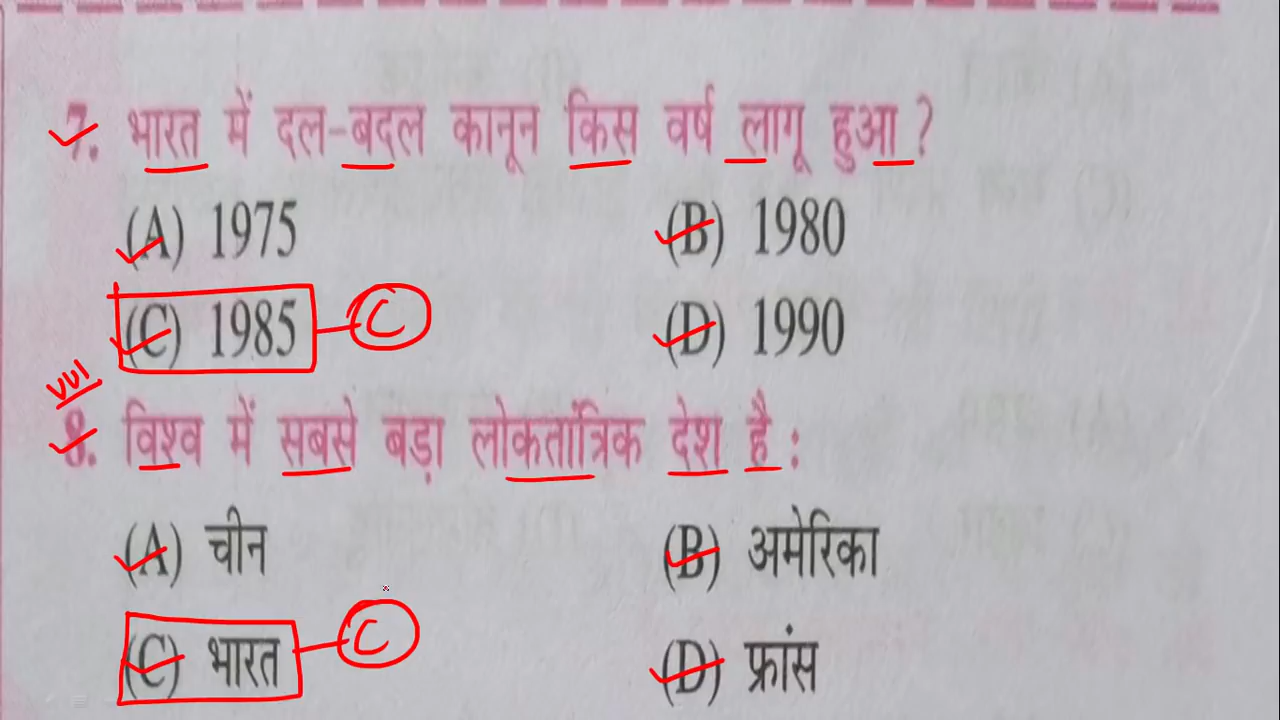 7. भारत में दल-बदल कानून किस वर्ष लागू हुआ ?
(A) 1975 (B) 1980
(C) 1985 C (D) 1990
VVI
8. विश्व में सबसे बड़ा लोकतांत्रिक देश है :
(A) चीन (B) अमेरिका
(C) भारत C (D) फ्रांस